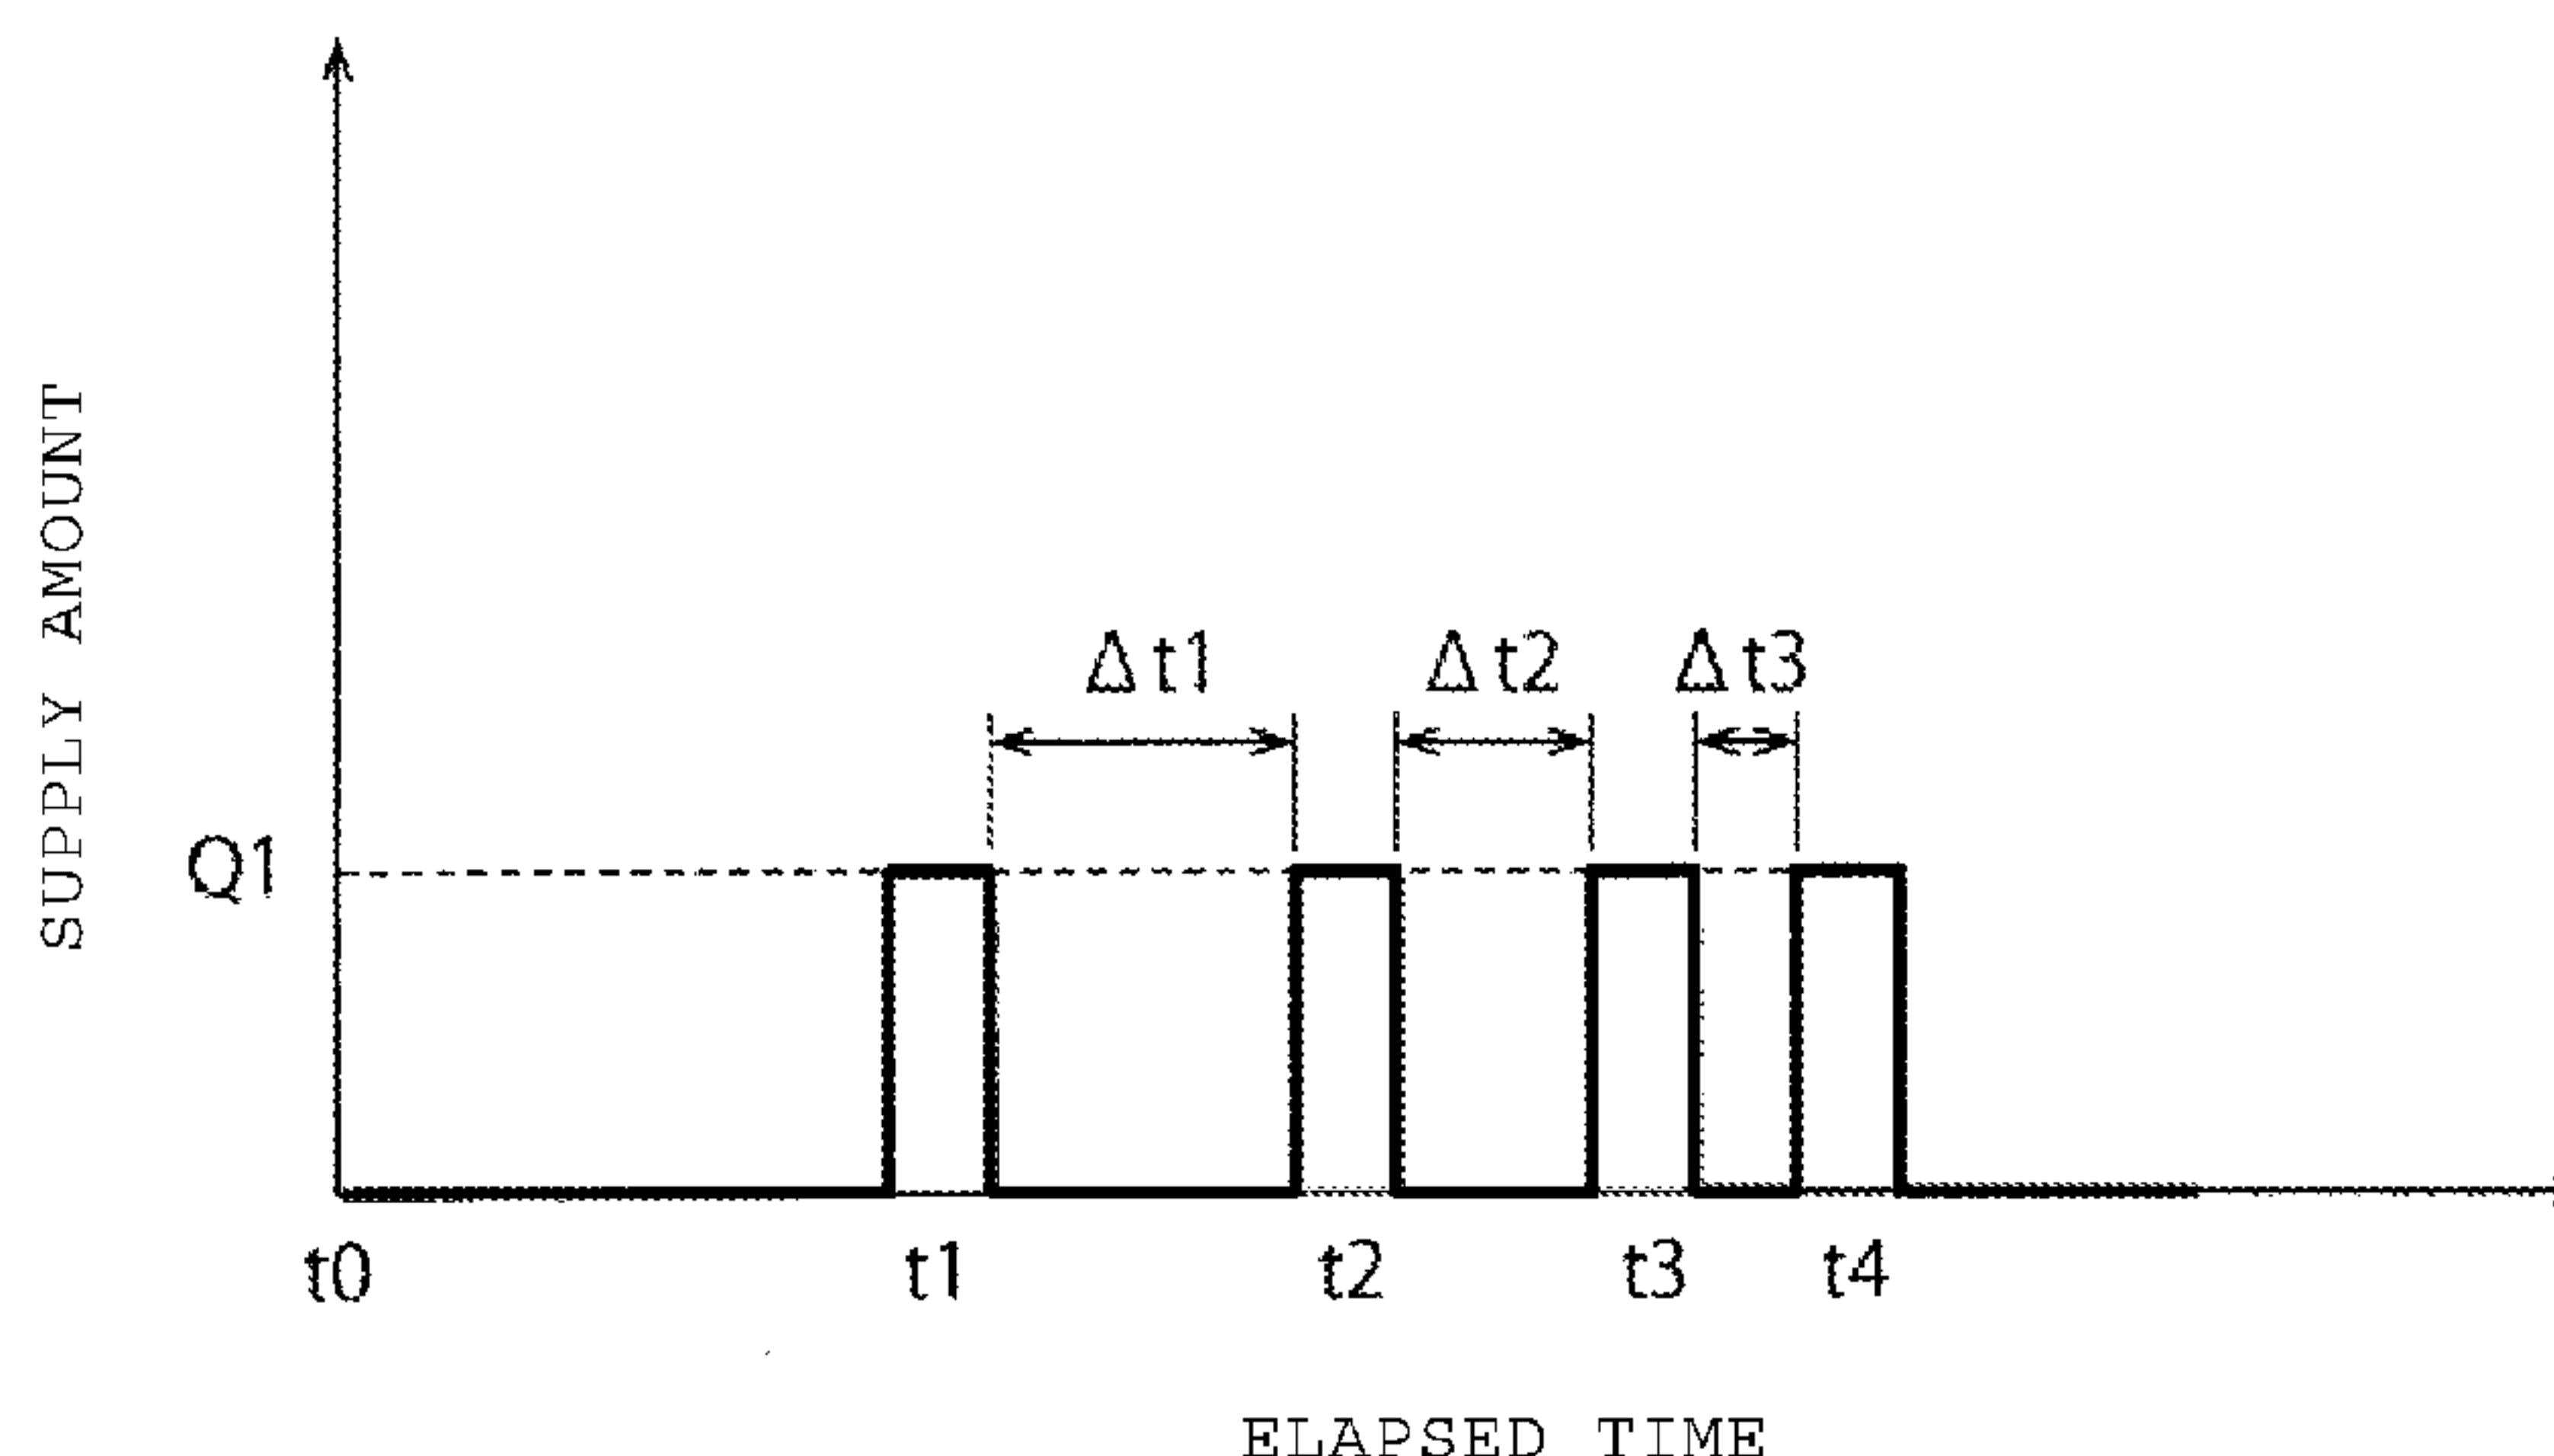 SUPPLY AMOUNT
Δt1
Δt2
Δt3
Q1
t0
t1
t2
t3
t4
ELAPSED TIME